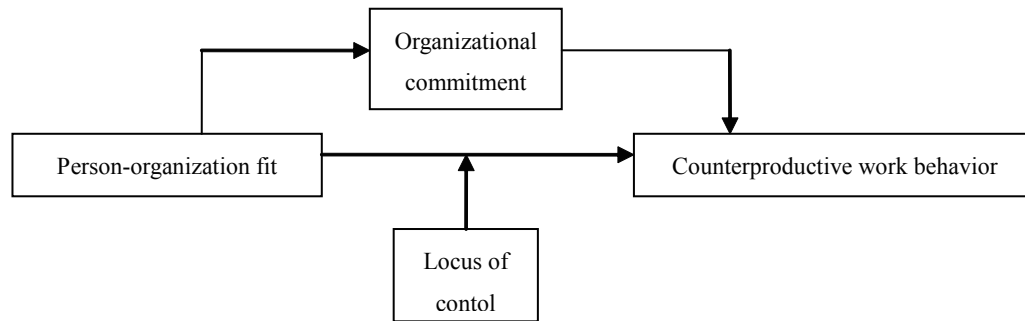 Organizational
commitment
Person-organization fit
Counterproductive work behavior
Locus of
contol